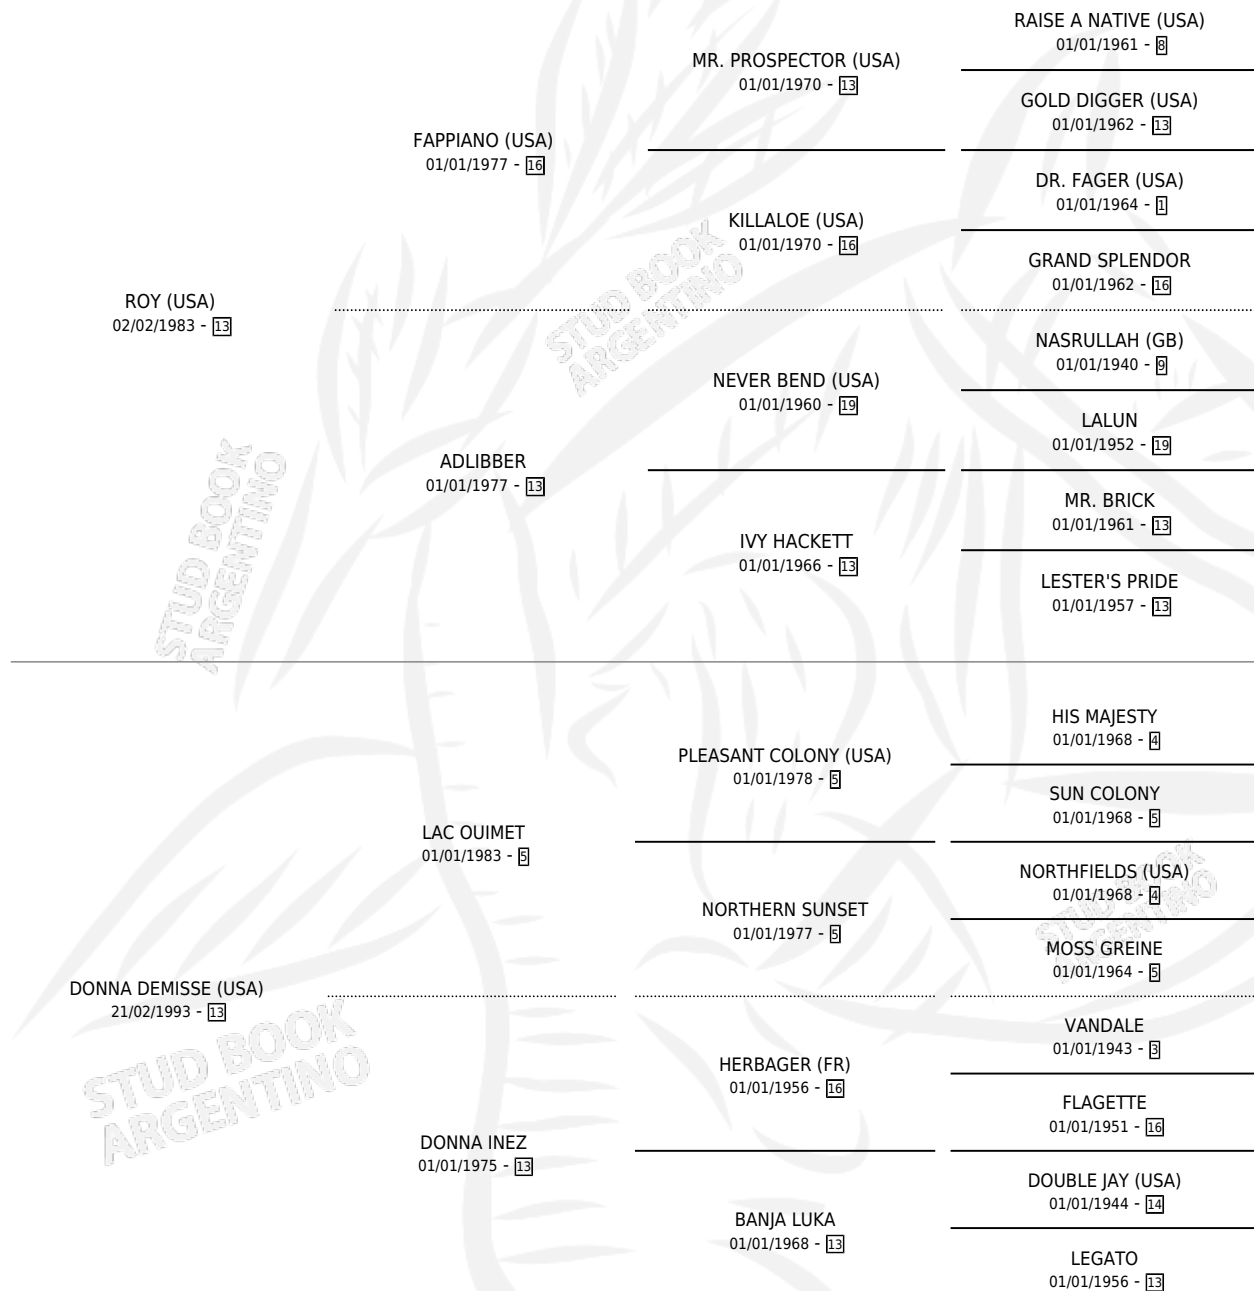 RAISE A NATIVE (USA)
01/01/1961 - 8
MR. PROSPECTOR (USA)
01/01/1970 - 13
GOLD DIGGER (USA)
01/01/1962 - 13
FAPPIANO (USA)
01/01/1977 - 16
DR. FAGER (USA)
01/01/1964 - 1
KILLALOE (USA)
01/01/1970 - 16
GRAND SPLENDOR
01/01/1962 - 16
ROY (USA)
02/02/1983 - 13
STUD BOOK
ARGENTINO
NASRULLAH (GB)
01/01/1940 - 9
NEVER BEND (USA)
01/01/1960 - 19
LALUN
01/01/1952 - 19
ADLIBBER
01/01/1977 - 13
MR. BRICK
01/01/1961 - 13
IVY HACKETT
01/01/1966 - 13
LESTER'S PRIDE
01/01/1957 - 13
STUD BOOK
ARGENTINO
HIS MAJESTY
01/01/1968 - 4
PLEASANT COLONY (USA)
01/01/1978 - 5
SUN COLONY
01/01/1968 - 5
LAC OUIMET
01/01/1983 - 5
NORTHFIELDS (USA)
01/01/1968 - 4
NORTHERN SUNSET
01/01/1977 - 5
STUD BOOK
ARGENTINO
MOSS GREINE
01/01/1964 - 5
DONNA DEMISSE (USA)
21/02/1993 - 13
STUD BOOK
ARGENTINO
VANDALE
01/01/1943 - 3
HERBAGER (FR)
01/01/1956 - 16
FLAGETTE
01/01/1951 - 16
DONNA INEZ
01/01/1975 - 13
DOUBLE JAY (USA)
01/01/1944 - 14
BANJA LUKA
01/01/1968 - 13
LEGATO
01/01/1956 - 13